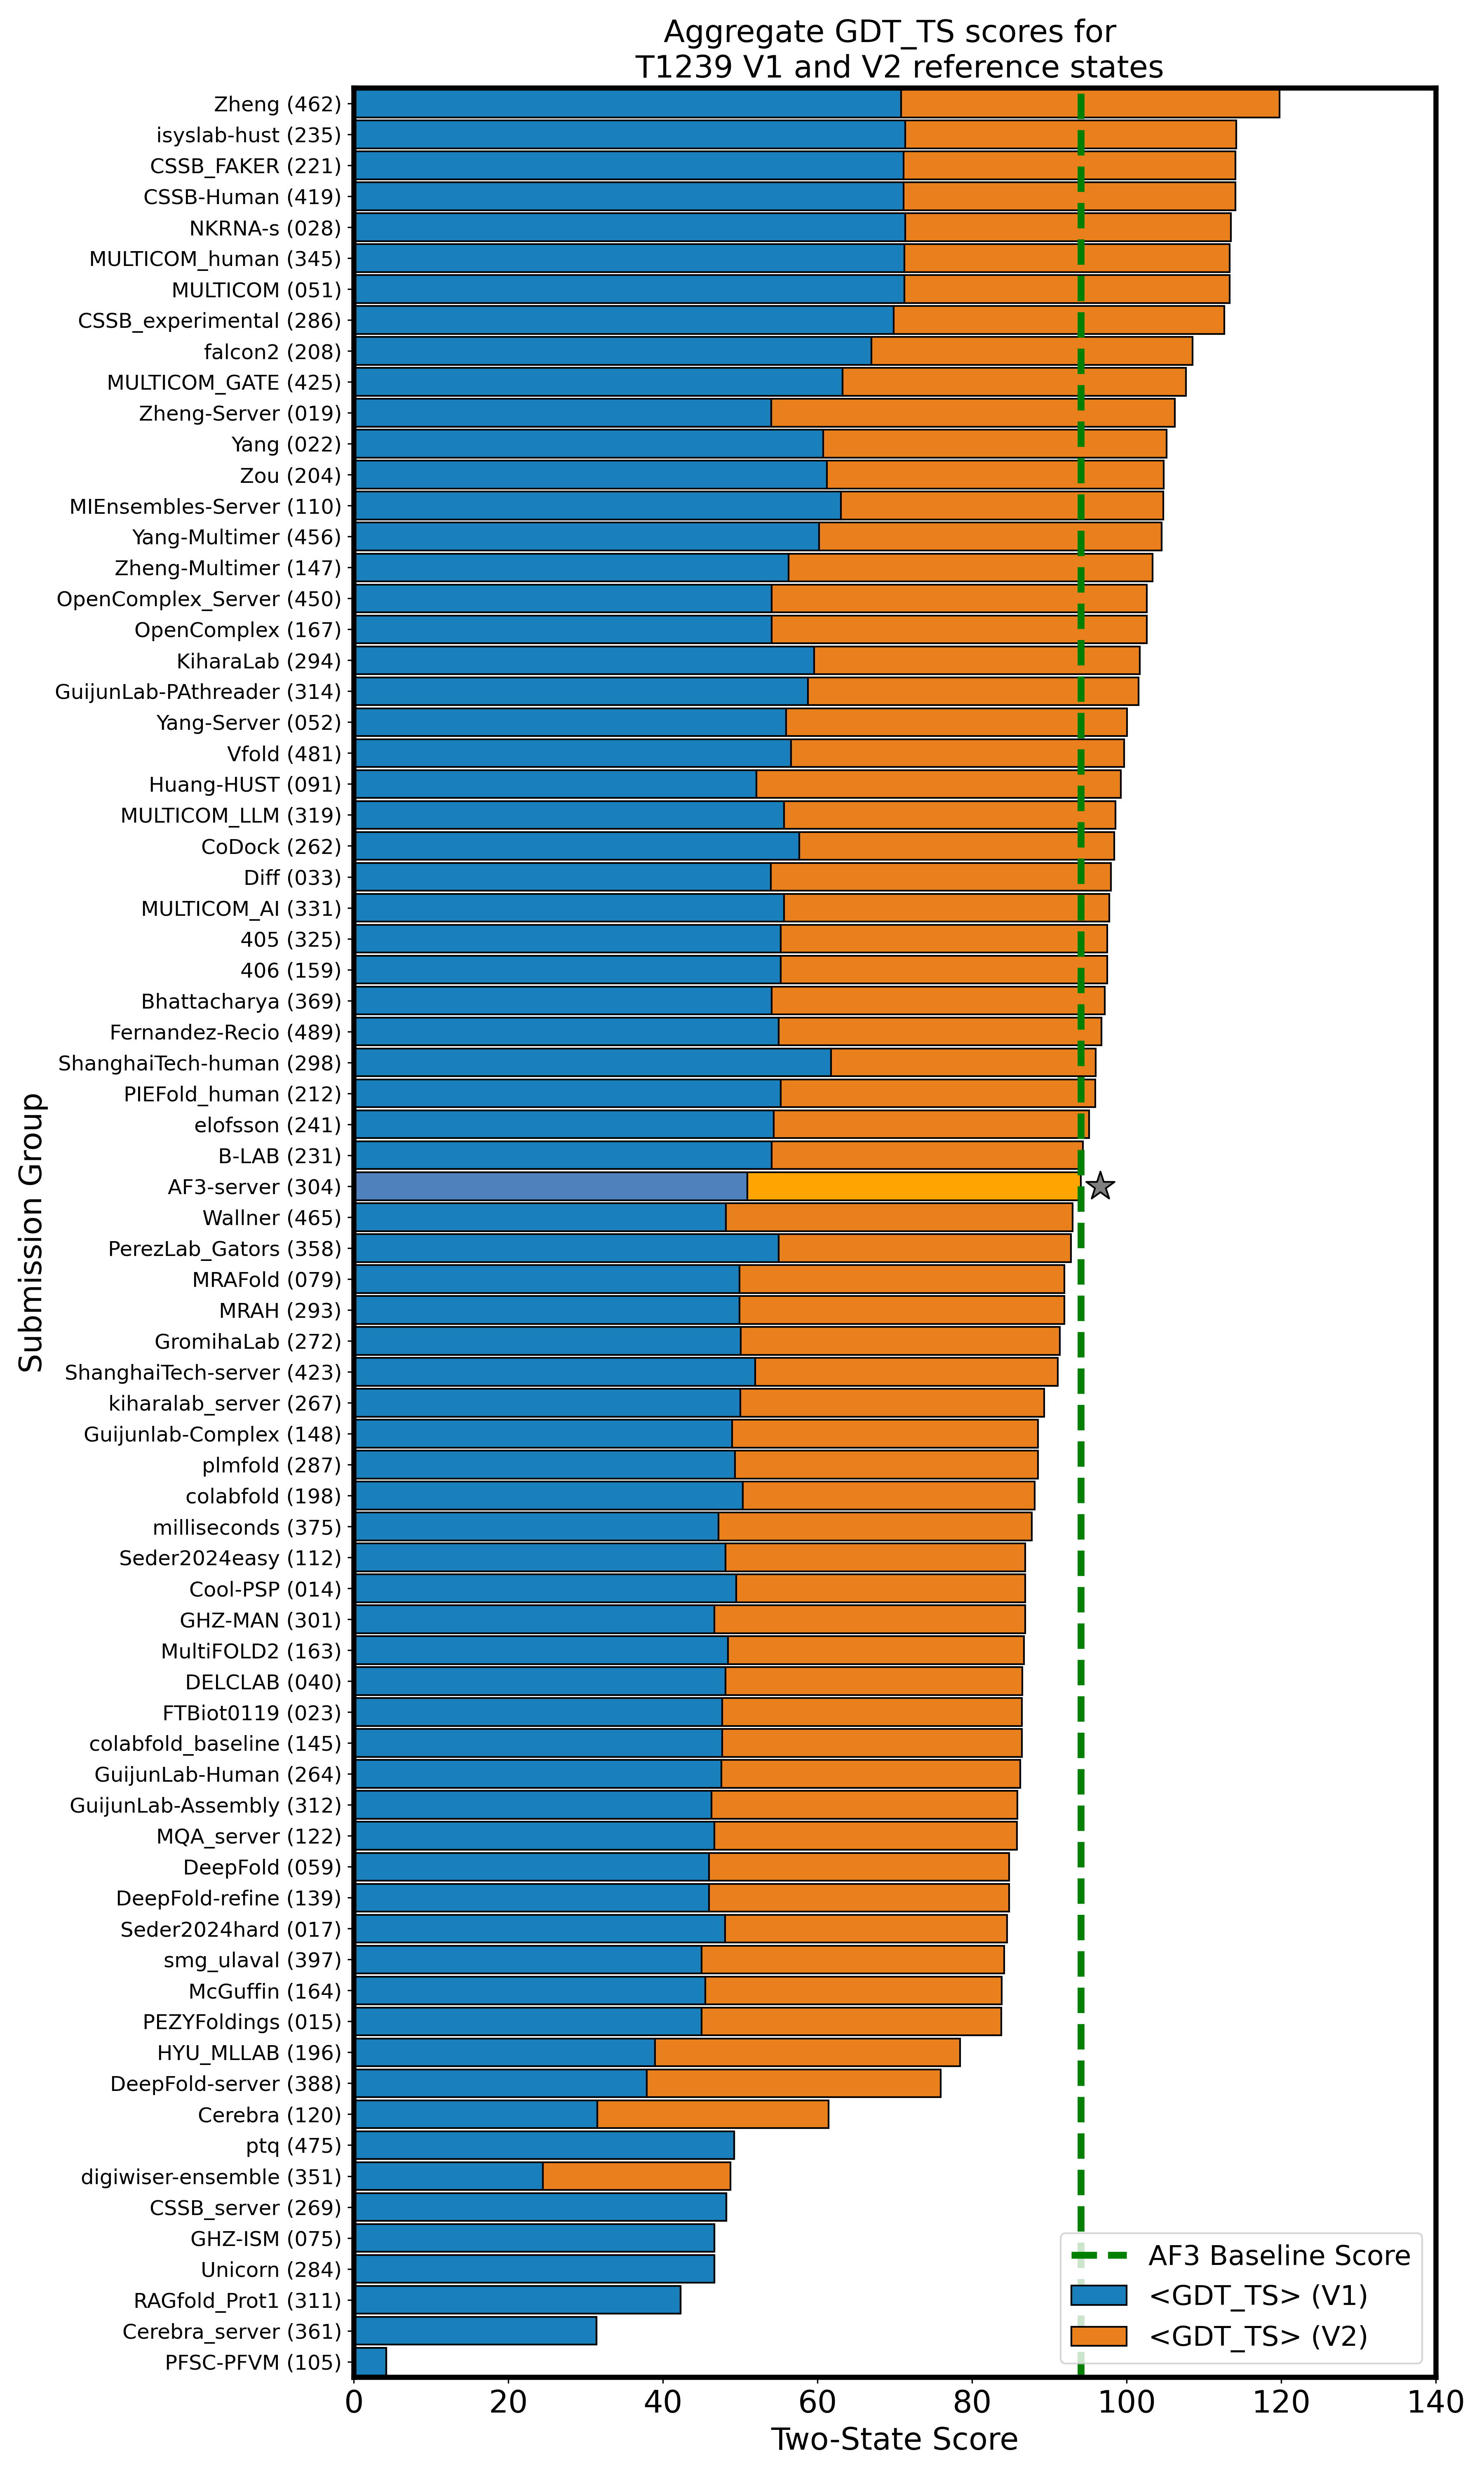 Aggregate GDT_TS scores for
T1239 V1 and V2 reference states
Submission Group
Zheng (462)
isyslab-hust (235)
CSSB_FAKER (221)
CSSB-Human (419)
NKRNA-s (028)
MULTICOM_human (345)
MULTICOM (051)
CSSB_experimental (286)
falcon2 (208)
MULTICOM_GATE (425)
Zheng-Server (019)
Yang (022)
Zou (204)
MIEnsembles-Server (110)
Yang-Multimer (456)
Zheng-Multimer (147)
OpenComplex_Server (450)
OpenComplex (167)
KiharaLab (294)
GuijunLab-PAthreader (314)
Yang-Server (052)
Vfold (481)
Huang-HUST (091)
MULTICOM_LLM (319)
CoDock (262)
Diff (033)
MULTICOM_AI (331)
405 (325)
406 (159)
Bhattacharya (369)
Fernandez-Recio (489)
ShanghaiTech-human (298)
PIEFold_human (212)
elofsson (241)
B-LAB (231)
AF3-server (304)
Wallner (465)
PerezLab_Gators (358)
MRAFold (079)
MRAH (293)
GromihaLab (272)
ShanghaiTech-server (423)
kiharalab_server (267)
Guijunlab-Complex (148)
plmfold (287)
colabfold (198)
milliseconds (375)
Seder2024easy (112)
Cool-PSP (014)
GHZ-MAN (301)
MultiFOLD2 (163)
DELCLAB (040)
FTBiot0119 (023)
colabfold_baseline (145)
GuijunLab-Human (264)
GuijunLab-Assembly (312)
MQA_server (122)
DeepFold (059)
DeepFold-refine (139)
Seder2024hard (017)
smg_ulaval (397)
McGuffin (164)
PEZYFoldings (015)
HYU_MLLAB (196)
DeepFold-server (388)
Cerebra (120)
ptq (475)
digiwiser-ensemble (351)
CSSB_server (269)
GHZ-ISM (075)
Unicorn (284)
RAGfold_Prot1 (311)
Cerebra_server (361)
PFSC-PFVM (105)
AF3 Baseline Score
<GDT_TS> (V1)
<GDT_TS> (V2)
0 20 40 60 80 100 120 140
Two-State Score